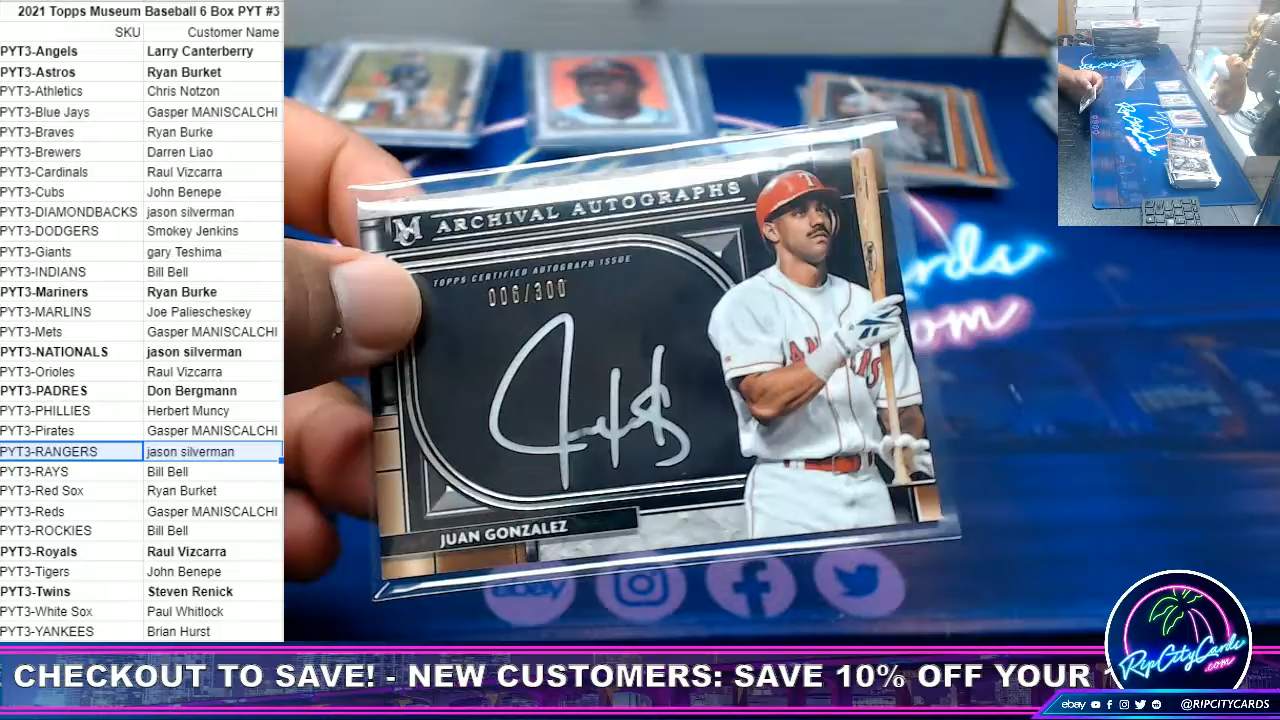 2021 Topps Museum Baseball 6 Box PYT #3
SKU Customer Name
PYT3-Angels Larry Canterberry
PYT3-Astros Ryan Burket
PYT3-Athletics Chris Notzon
PYT3-Blue Jays Gasper MANISCALCHI
PYT3-Braves Ryan Burke
PYT3-Brewers Darren Liao
PYT3-Cardinals Raul Vizcarra
PYT3-Cubs John Benepe
PYT3-DIAMONDBACKS jason silverman
PYT3-DODGERS Smokey Jenkins
PYT3-Giants gary Teshima
PYT3-INDIANS Bill Bell
PYT3-Mariners Ryan Burke
PYT3-MARLINS Joe Paliescheskey
PYT3-Mets Gasper MANISCALCHI
PYT3-NATIONALS jason silverman
PYT3-Orioles Raul Vizcarra
PYT3-PADRES Don Bergmann
PYT3-PHILLIES Herbert Muncy
PYT3-Pirates Gasper MANISCALCHI
PYT3-RANGERS jason silverman
PYT3-RAYS Bill Bell
PYT3-Red Sox Ryan Burket
PYT3-Reds Gasper MANISCALCHI
PYT3-ROCKIES Bill Bell
PYT3-Royals Raul Vizcarra
PYT3-Tigers John Benepe
PYT3-Twins Steven Renick
PYT3-White Sox Paul Whitlock
PYT3-YANKEES Brian Hurst
M ARCHIVAL AUTOGRAPHS
TOPPS CERTIFIED AUTOGRAPH ISSUE
006/300
JUAN GONZALEZ
T
ebay
RipCityCards
.com
CHECKOUT TO SAVE! - NEW CUSTOMERS: SAVE 10% OFF YOUR
ebay @RIPCITYCARDS